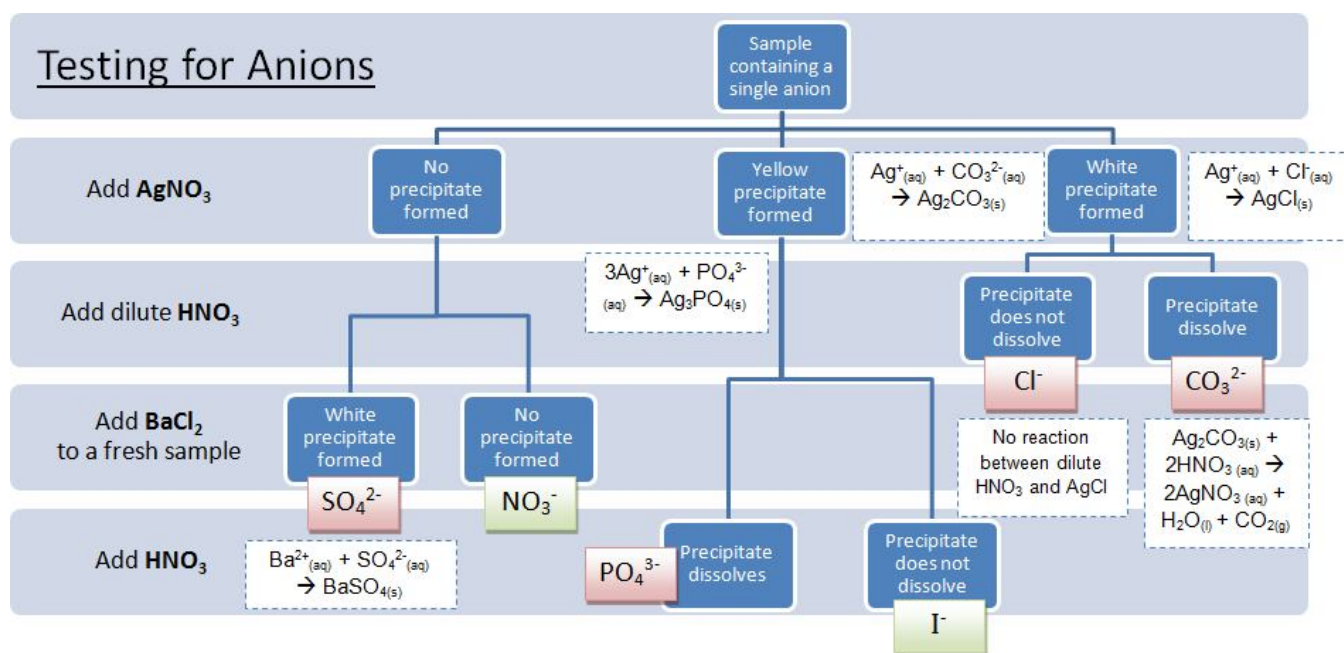 Testing for Anions
Sample
containing a
single anion
Add AgNO₃
No
precipitate
formed
Yellow
precipitate
formed
Ag⁺(aq) + CO₃²⁻(aq)
→ Ag₂CO₃(s)
White
precipitate
formed
Ag⁺(aq) + Cl⁻(aq)
→ AgCl(s)
Add dilute HNO₃
3Ag⁺(aq) + PO₄³⁻
(aq) → Ag₃PO₄(s)
Precipitate
does not
dissolve
Cl⁻
Precipitate
dissolve
CO₃²⁻
Add BaCl₂
to a fresh sample
White
precipitate
formed
SO₄²⁻
No
precipitate
formed
NO₃⁻
No reaction
between dilute
HNO₃ and AgCl
Ag₂CO₃(s) +
2HNO₃ (aq) →
2AgNO₃ (aq) +
H₂O(l) + CO₂(g)
Add HNO₃
Ba²⁺(aq) + SO₄²⁻(aq)
→ BaSO₄(s)
PO₄³⁻
Precipitate
dissolves
Precipitate
does not
dissolve
I⁻